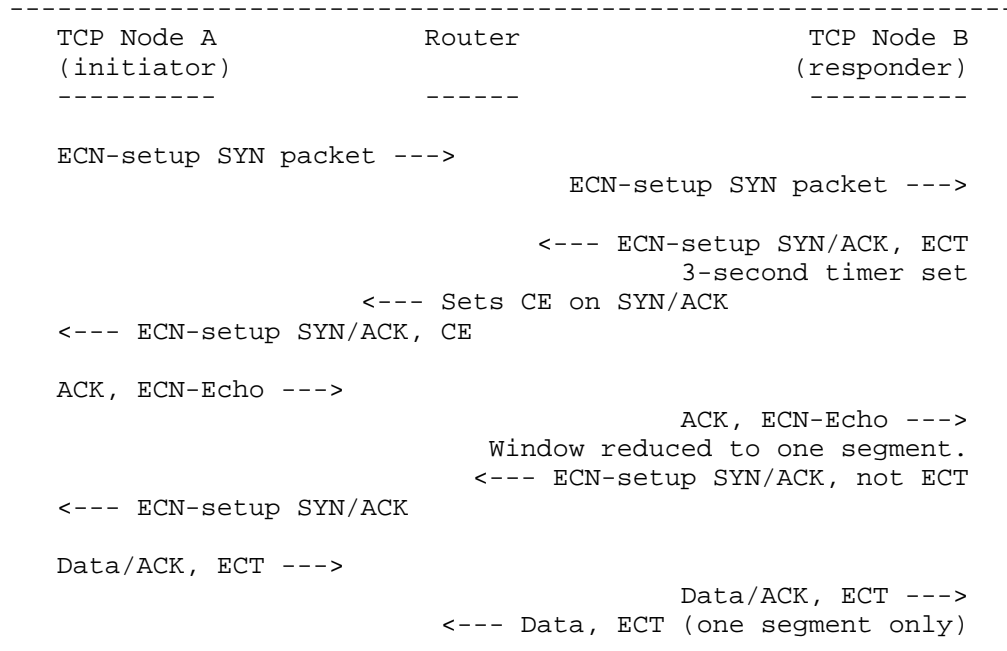 ---------------------------------------------------------------
TCP Node A             Router                  TCP Node B
(initiator)                                    (responder)
----------             ------                  ----------
ECN-setup SYN packet --->
ECN-setup SYN packet --->
<--- ECN-setup SYN/ACK, ECT
3-second timer set
<--- Sets CE on SYN/ACK
<--- ECN-setup SYN/ACK, CE
ACK, ECN-Echo --->
ACK, ECN-Echo --->
Window reduced to one segment.
<--- ECN-setup SYN/ACK, not ECT
<--- ECN-setup SYN/ACK
Data/ACK, ECT --->
Data/ACK, ECT --->
<--- Data, ECT (one segment only)